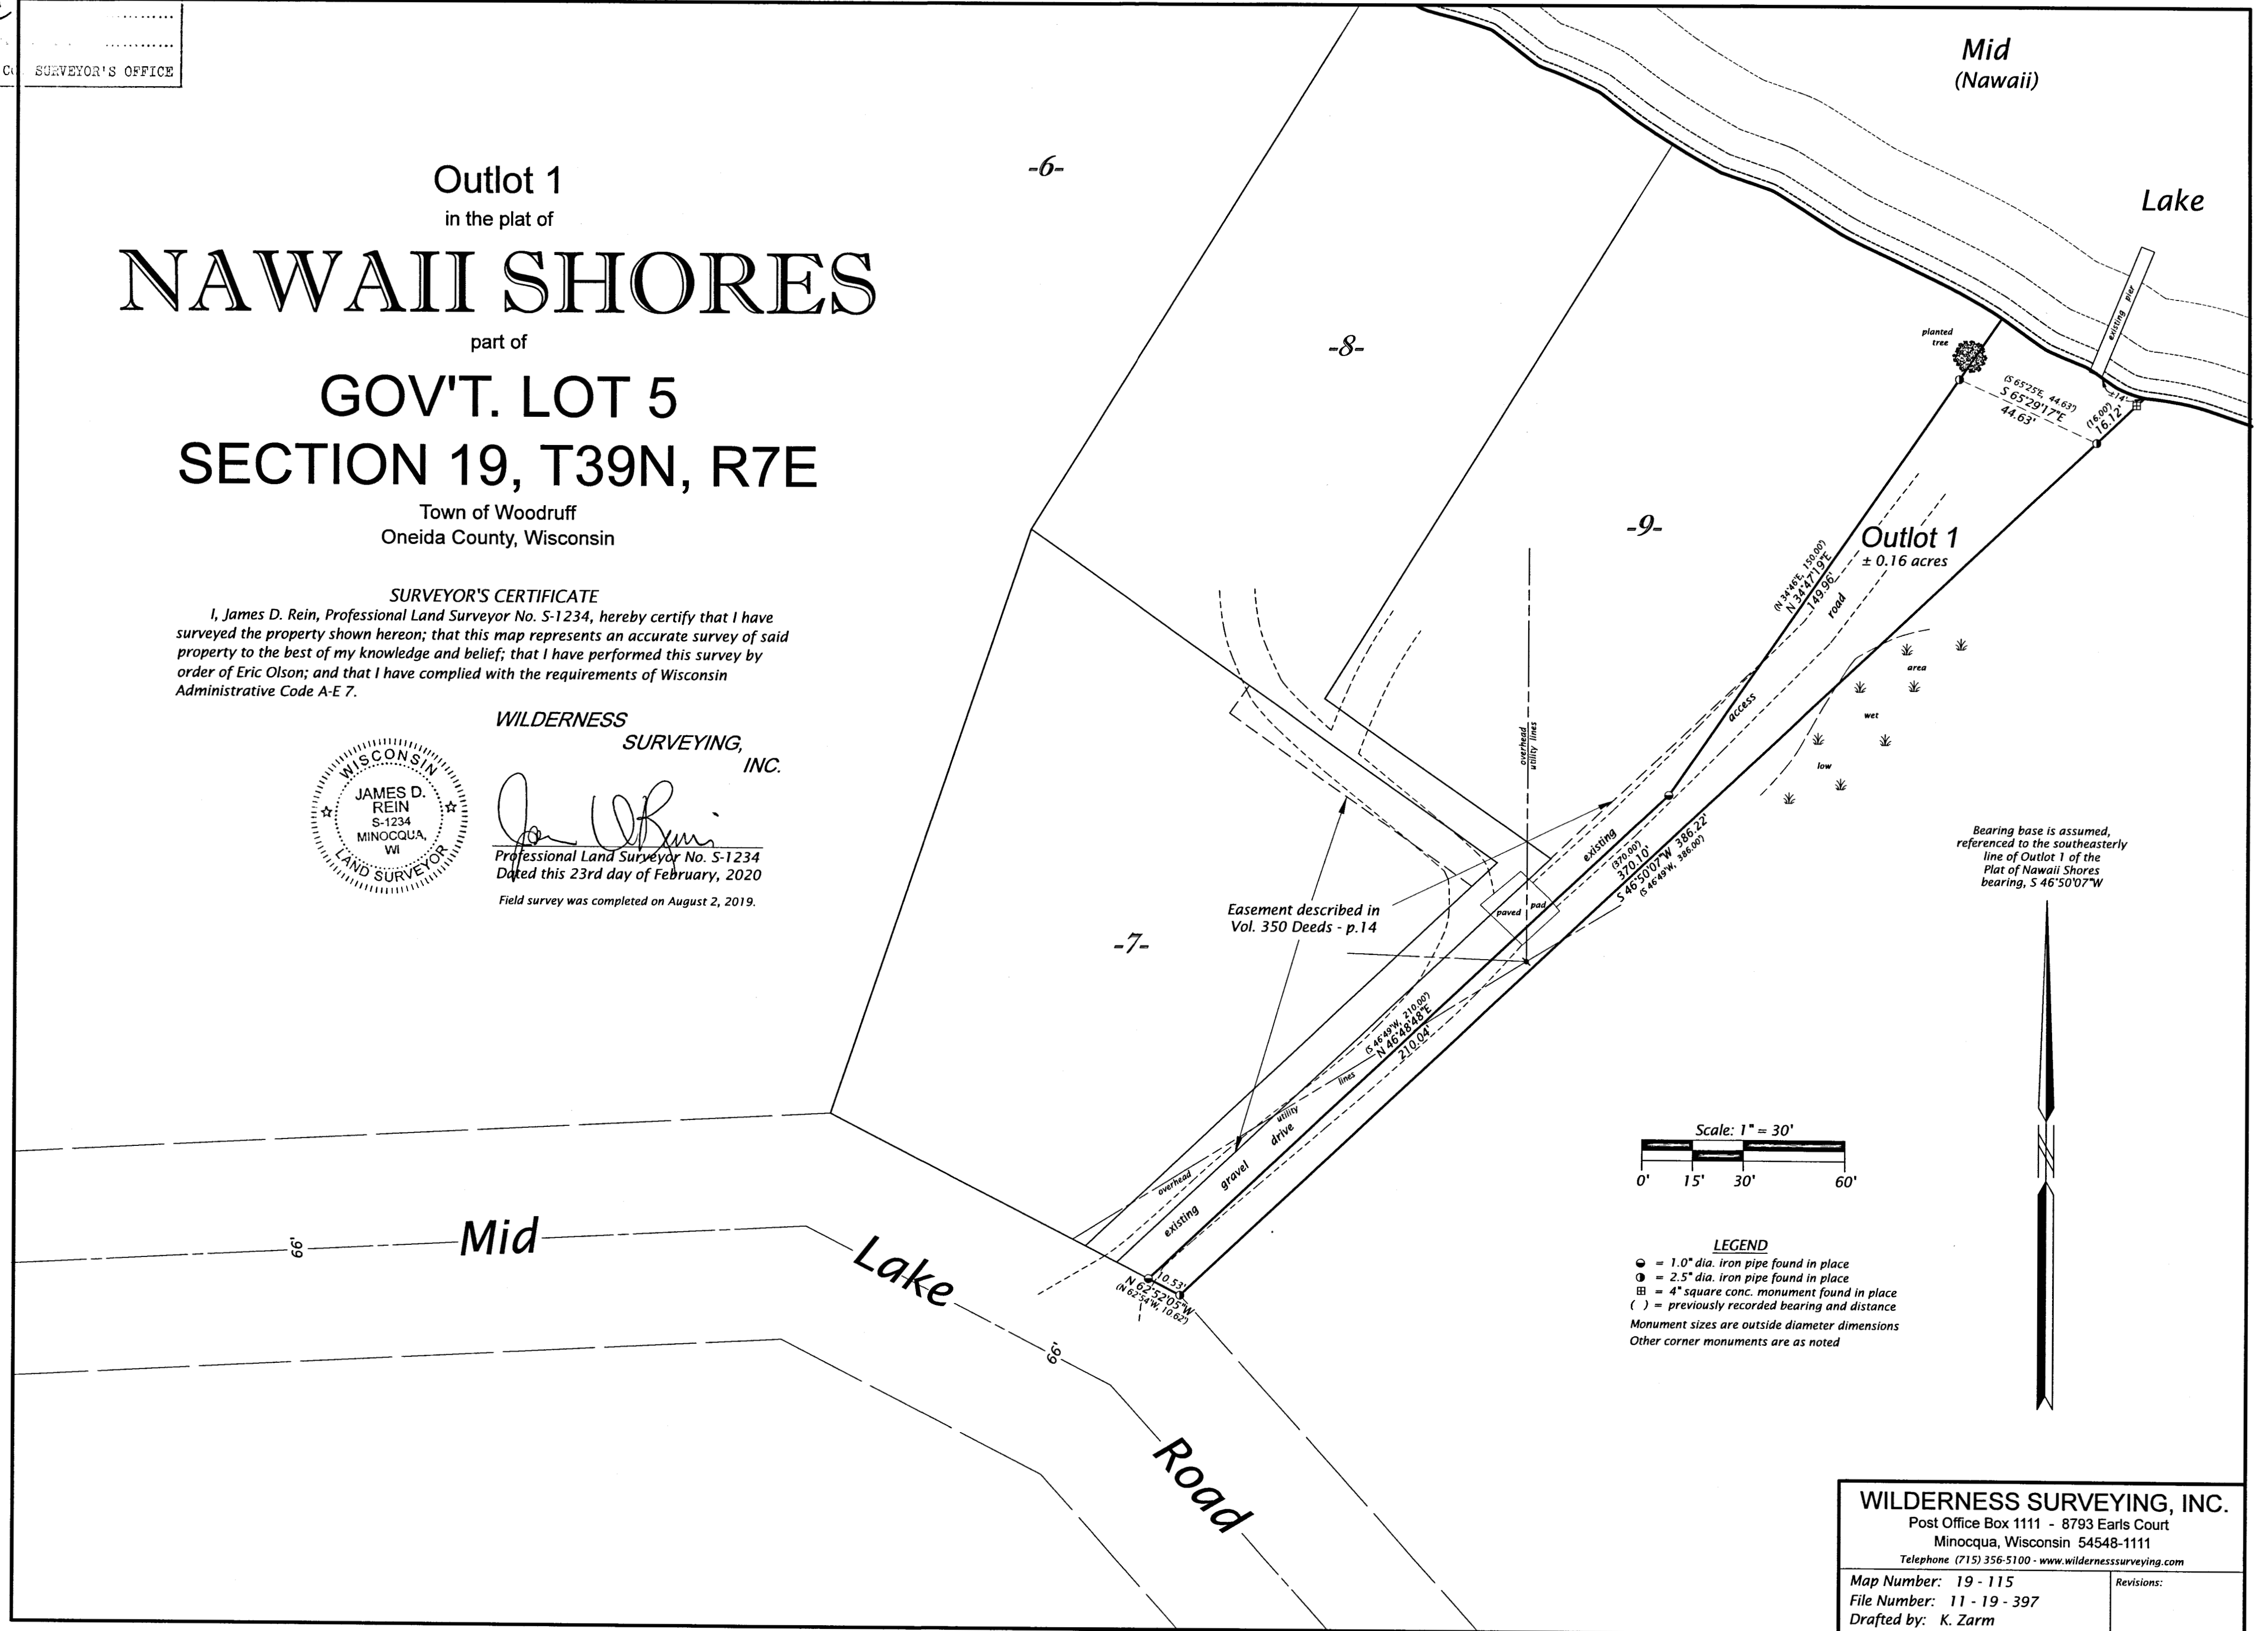 SURVEYOR'S OFFICE
Outlot 1
in the plat of
NAWAII SHORES
part of
GOV'T. LOT 5
SECTION 19, T39N, R7E
Town of Woodruff
Oneida County, Wisconsin
SURVEYOR'S CERTIFICATE
I, James D. Rein, Professional Land Surveyor No. S-1234, hereby certify that I have
surveyed the property shown hereon; that this map represents an accurate survey of said
property to the best of my knowledge and belief; that I have performed this survey by
order of Eric Olson; and that I have complied with the requirements of Wisconsin
Administrative Code A-E 7.
WILDERNESS
SURVEYING,
INC.
WISCONSIN
JAMES D.
REIN
S-1234
MINOCQUA,
WI
LAND SURVEYOR
Professional Land Surveyor No. S-1234
Dated this 23rd day of February, 2020
Field survey was completed on August 2, 2019.
Mid
(Nawaii)
Lake
-6-
-8-
-9-
-7-
existing pier
planted
tree
(S 65°25'E, 44.63')
S 65°29'17"E
44.63'
±14'
(16.00')
16.12'
Outlot 1
± 0.16 acres
(N 34°46'E, 150.00')
N 34°47'19"E
149.96'
existing access road
area
wet
low
overhead
utility lines
(370.00')
370.10'
S 46°50'07"W 386.22'
(S 46°49'W, 386.00')
paved pad
Easement described in
Vol. 350 Deeds - p.14
(S 46°49'W, 210.00')
N 46°48'48"E
210.04'
overhead utility lines
existing gravel drive
10.53'
N 62°52'05"W
(N 62°54'W, 10.62')
66'
Mid Lake Road
66'
Bearing base is assumed,
referenced to the southeasterly
line of Outlot 1 of the
Plat of Nawaii Shores
bearing, S 46°50'07"W
Scale: 1" = 30'
0' 15' 30' 60'
LEGEND
= 1.0" dia. iron pipe found in place
= 2.5" dia. iron pipe found in place
= 4" square conc. monument found in place
( ) = previously recorded bearing and distance
Monument sizes are outside diameter dimensions
Other corner monuments are as noted
WILDERNESS SURVEYING, INC.
Post Office Box 1111 - 8793 Earls Court
Minocqua, Wisconsin 54548-1111
Telephone (715) 356-5100 - www.wildernesssurveying.com
Map Number: 19 - 115
File Number: 11 - 19 - 397
Drafted by: K. Zarm
Revisions: